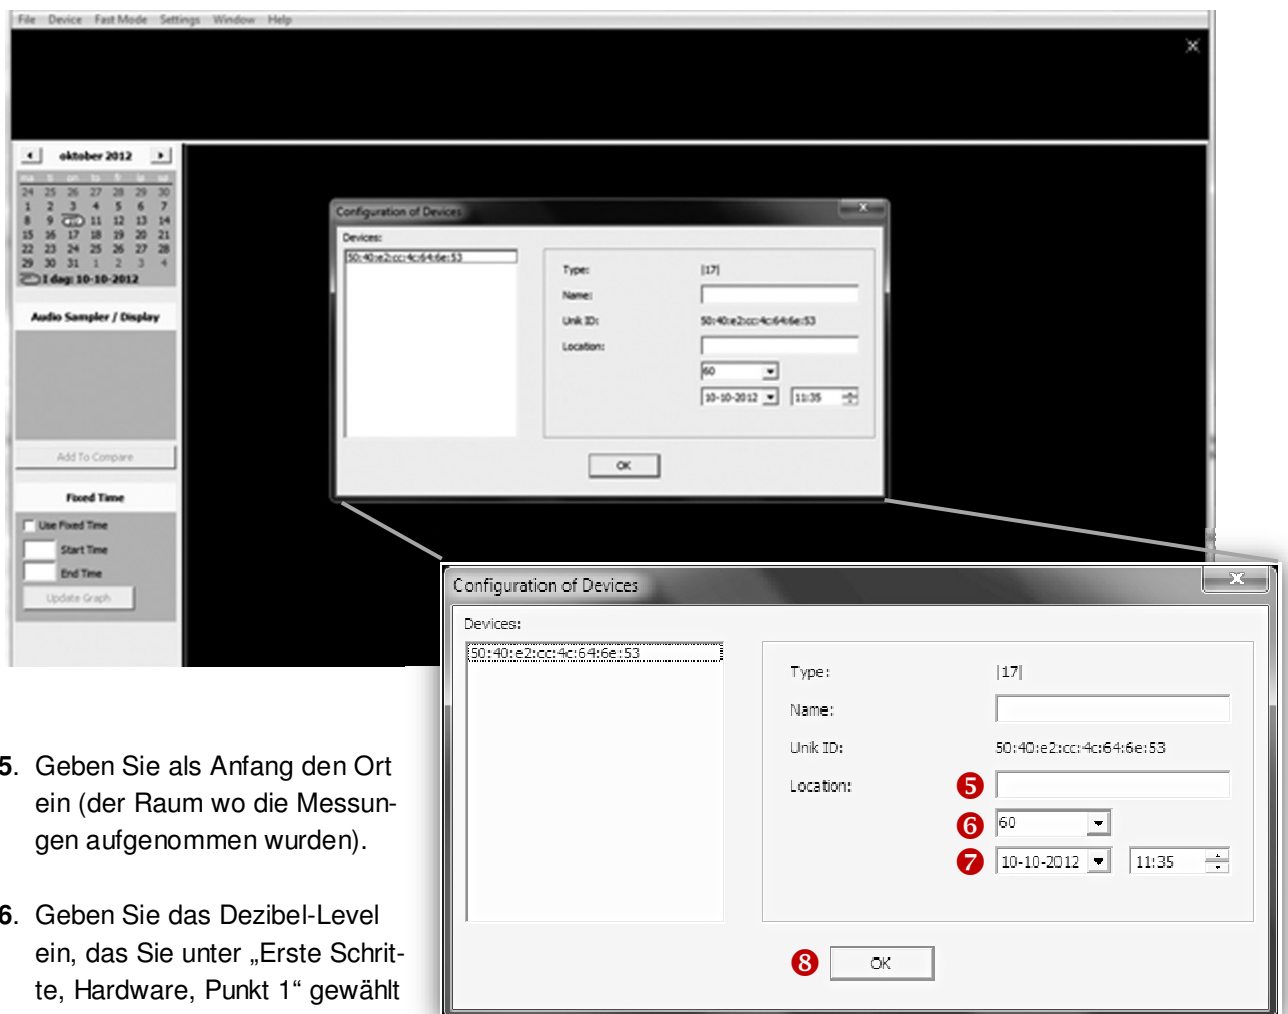 File Device Fast Mode Settings Window Help
oktober 2012
ma ti on to fr lø sø
24 25 26 27 28 29 30
1 2 3 4 5 6 7
8 9 10 11 12 13 14
15 16 17 18 19 20 21
22 23 24 25 26 27 28
29 30 31 1 2 3 4
I dag: 10-10-2012
Audio Sampler / Display
Add To Compare
Fixed Time
Use Fixed Time
Start Time
End Time
Update Graph
Configuration of Devices
Devices:
50:40:e2:cc:4c:64:6e:53
Type: |17|
Name:
Unik ID: 50:40:e2:cc:4c:64:6e:53
Location:
60
10-10-2012 11:35
OK
Configuration of Devices
Devices:
50:40:e2:cc:4c:64:6e:53
Type: |17|
Name:
Unik ID: 50:40:e2:cc:4c:64:6e:53
Location: 5
6 60
7 10-10-2012 11:35
8 OK
5. Geben Sie als Anfang den Ort
ein (der Raum wo die Messun-
gen aufgenommen wurden).
6. Geben Sie das Dezibel-Level
ein, das Sie unter „Erste Schrit-
te, Hardware, Punkt 1“ gewählt